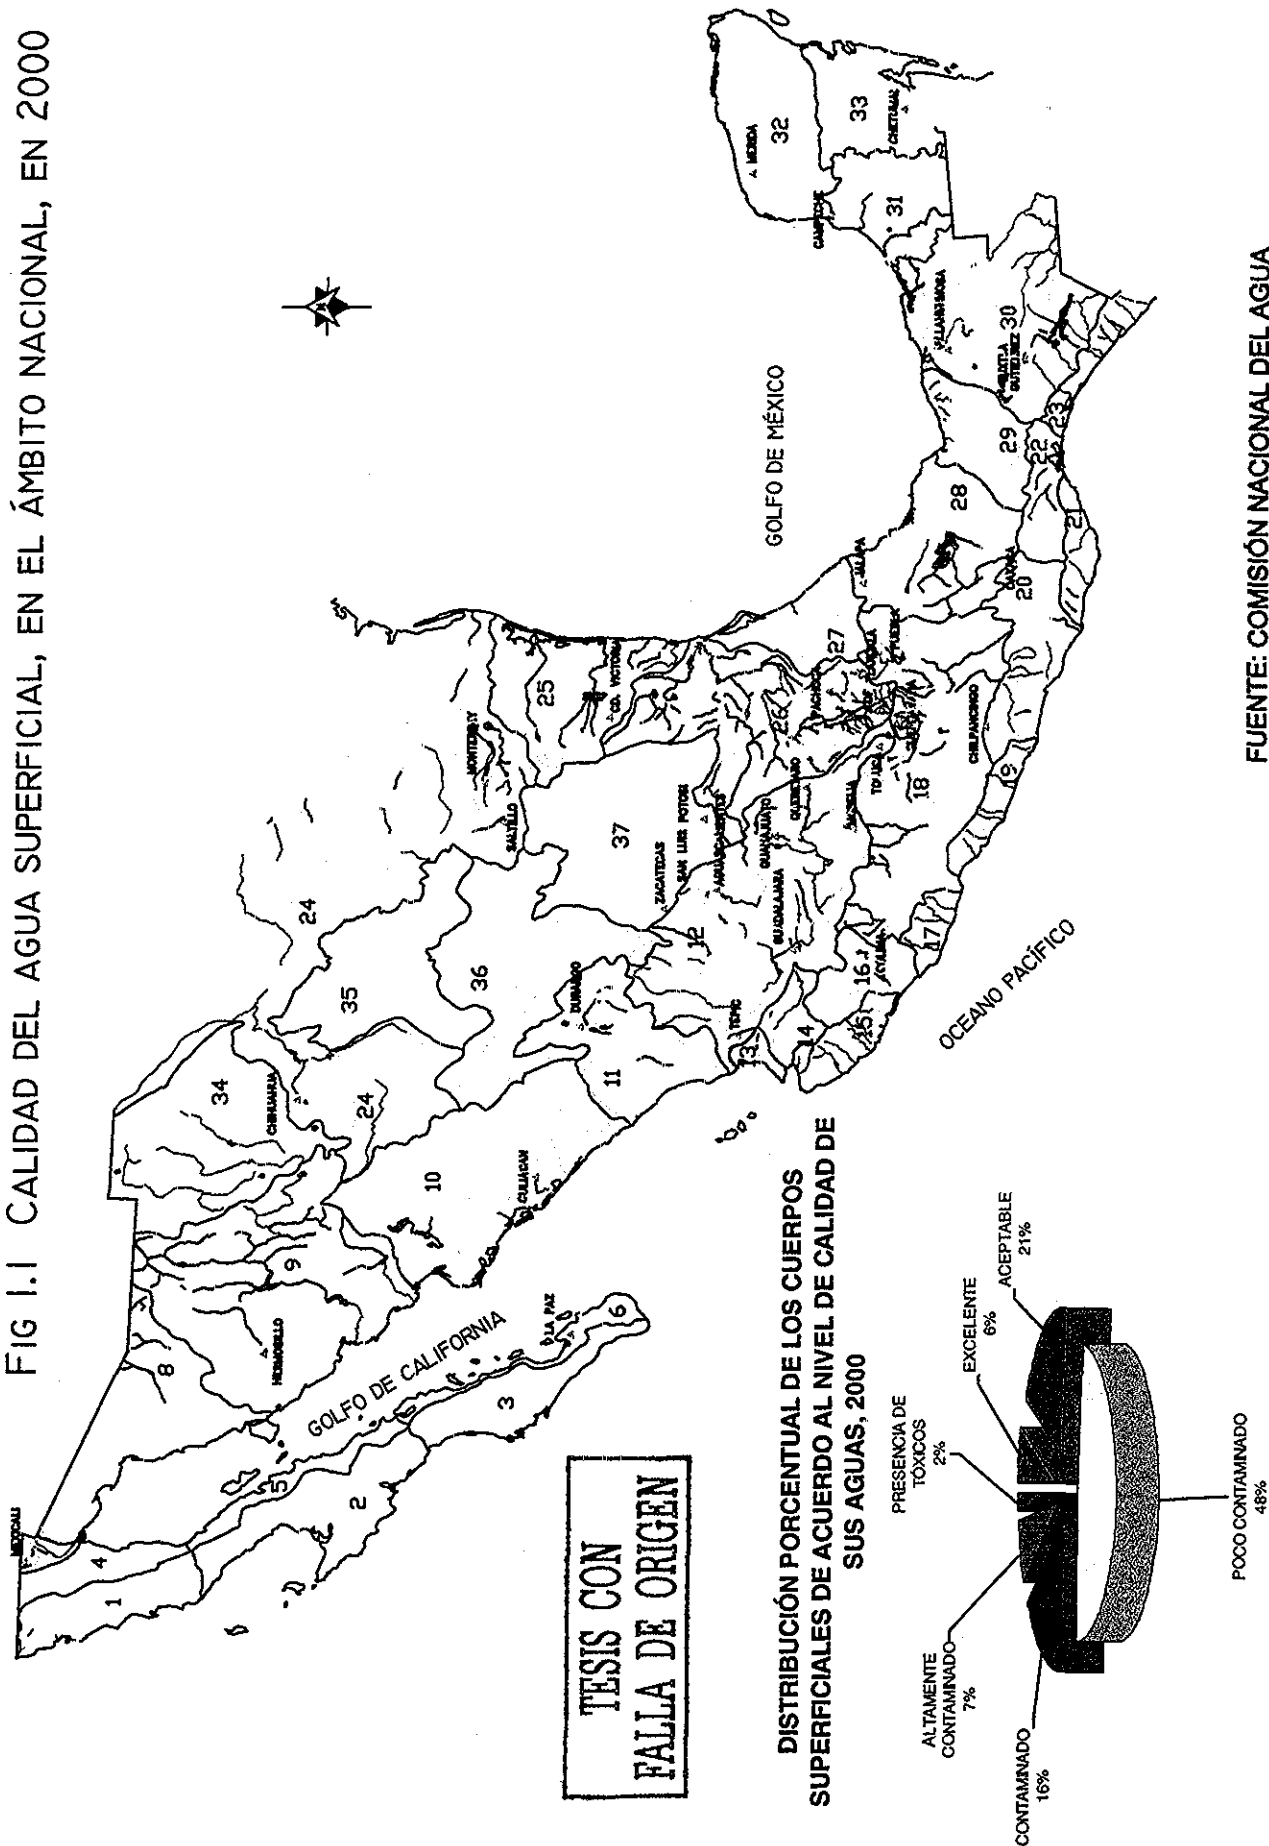 FIG 1.1 CALIDAD DEL AGUA SUPERFICIAL, EN EL ÁMBITO NACIONAL, EN 2000
MEXICALI
1
4
5
2
3
6
LA PAZ
GOLFO DE CALIFORNIA
8
HERMOSILLO
9
34
CHIHUAHUA
24
10
CULIACAN
35
24
36
DURANGO
11
SALTILLO
MONTERREY
25
CD. VICTORIA
37
ZACATECAS
SAN LUIS POTOSI
AGUASCALIENTES
12
GUANAJUATO
QUERETARO
GUADALAJARA
TEPIC
13
14
15
16
COLIMA
17
MORELIA
TOLUCA
18
26
PACHUCA
27
TLAXCALA
PUEBLA
JALAPA
CHILPANCINGO
19
OAXACA
20
21
28
29
22
23
TUXTLA
GUTIERREZ
30
VILLAHERMOSA
31
CAMPECHE
MERIDA
32
33
CHETUMAL
GOLFO DE MÉXICO
OCEANO PACÍFICO
TESIS CON
FALLA DE ORIGEN
DISTRIBUCIÓN PORCENTUAL DE LOS CUERPOS
SUPERFICIALES DE ACUERDO AL NIVEL DE CALIDAD DE
SUS AGUAS, 2000
PRESENCIA DE
TÓXICOS
2%
EXCELENTE
6%
ACEPTABLE
21%
ALTAMENTE
CONTAMINADO
7%
CONTAMINADO
16%
POCO CONTAMINADO
48%
FUENTE: COMISIÓN NACIONAL DEL AGUA